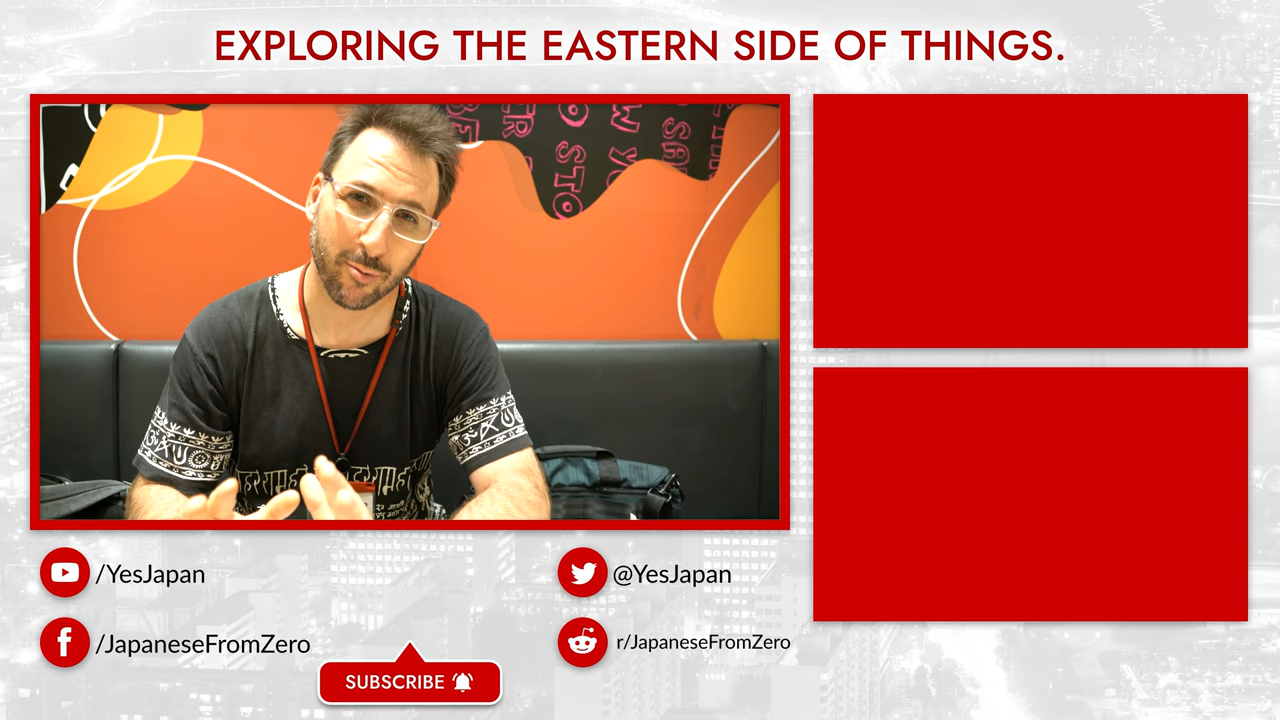 EXPLORING THE EASTERN SIDE OF THINGS.
/YesJapan
@YesJapan
/JapaneseFromZero
r/JapaneseFromZero
SUBSCRIBE